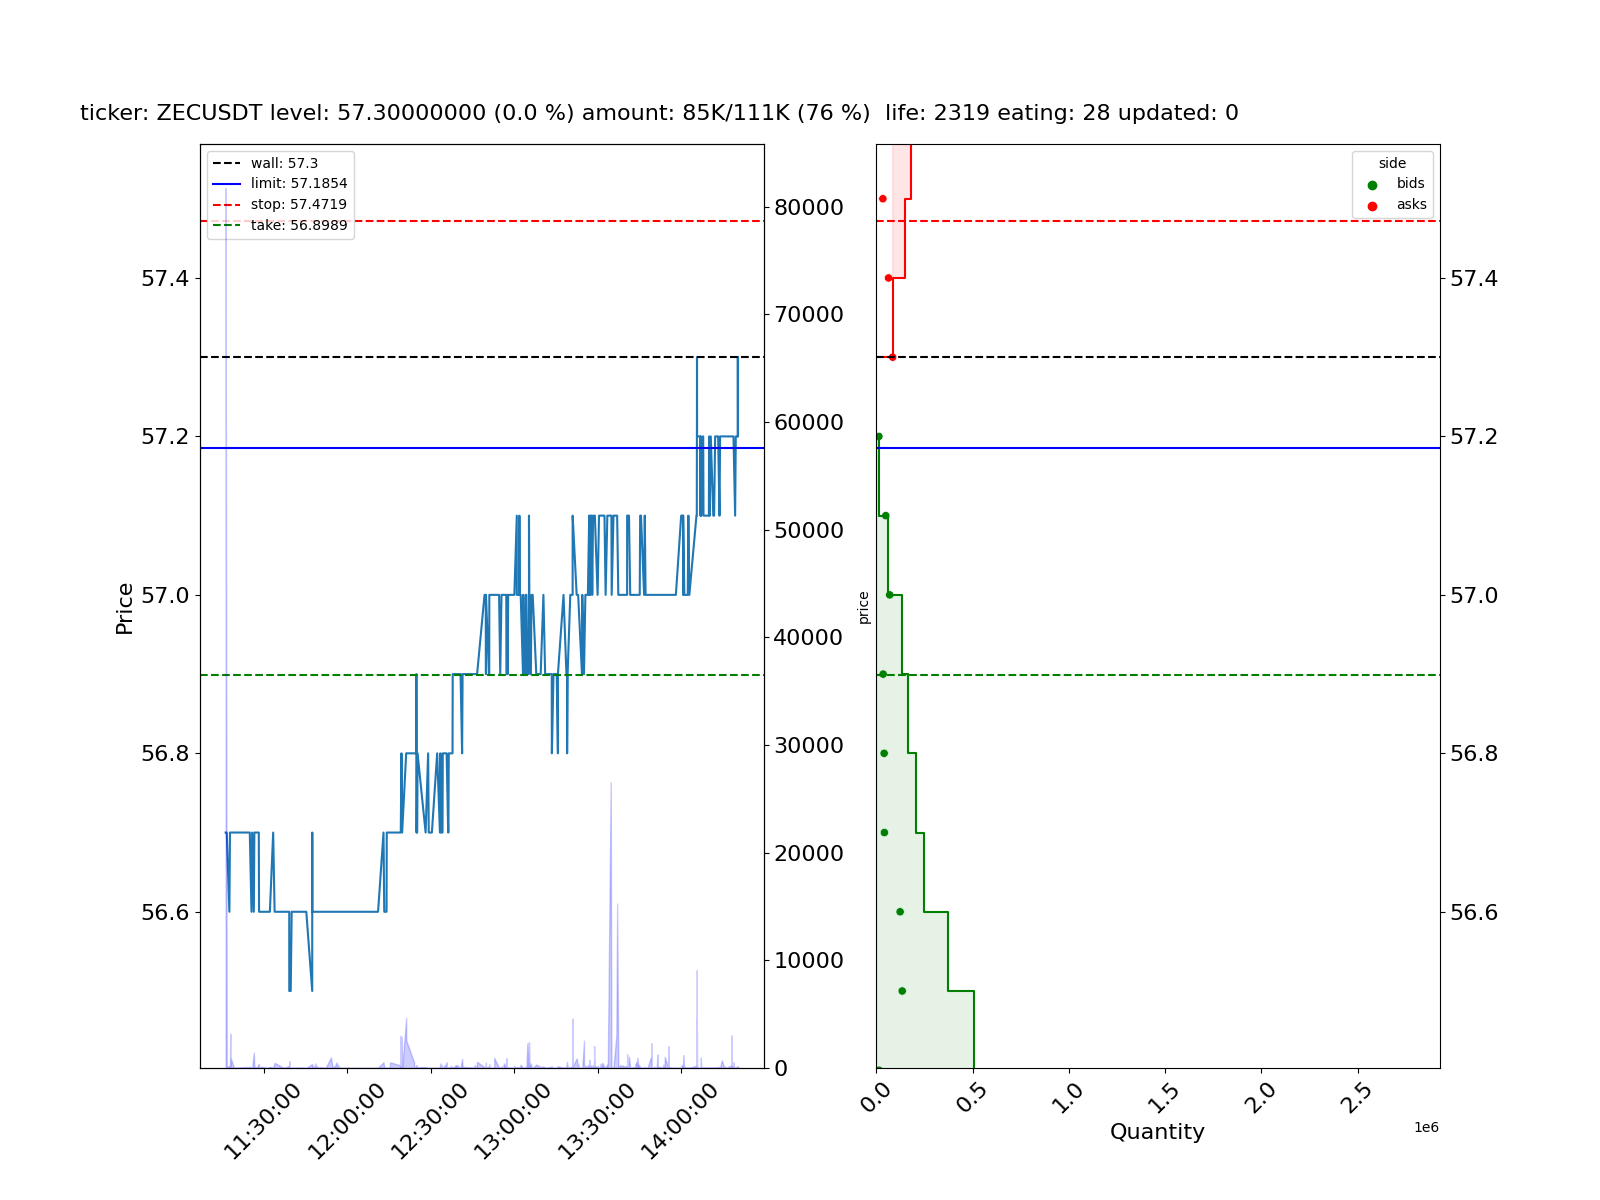 ticker: ZECUSDT level: 57.30000000 (0.0 %) amount: 85K/111K (76 %)  life: 2319 eating: 28 updated: 0
wall: 57.3
limit: 57.1854
stop: 57.4719
take: 56.8989
Price
57.4
57.2
57.0
56.8
56.6
80000
70000
60000
50000
40000
30000
20000
10000
0
11:30:00
12:00:00
12:30:00
13:00:00
13:30:00
14:00:00
side
bids
asks
price
57.4
57.2
57.0
56.8
56.6
0.0
0.5
1.0
1.5
2.0
2.5
1e6
Quantity